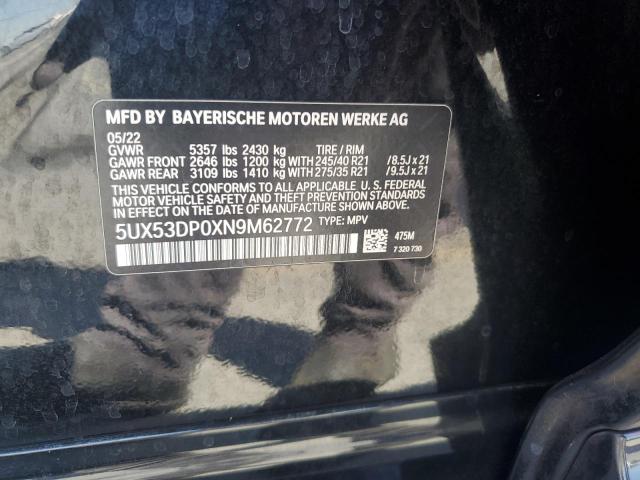 MFD BY BAYERISCHE MOTOREN WERKE AG
05/22
GVWR 5357 lbs 2430 kg TIRE / RIM
GAWR FRONT 2646 lbs 1200 kg WITH 245/40 R21 /8.5J x 21
GAWR REAR 3109 lbs 1410 kg WITH 275/35 R21 /9.5J x 21
THIS VEHICLE CONFORMS TO ALL APPLICABLE U. S. FEDERAL
MOTOR VEHICLE SAFETY, BUMPER, AND THEFT PREVENTION
STANDARDS IN EFFECT ON THE DATE OF MANUFACTURE SHOWN ABOVE.
5UX53DP0XN9M62772 TYPE: MPV
475M
7 320 730